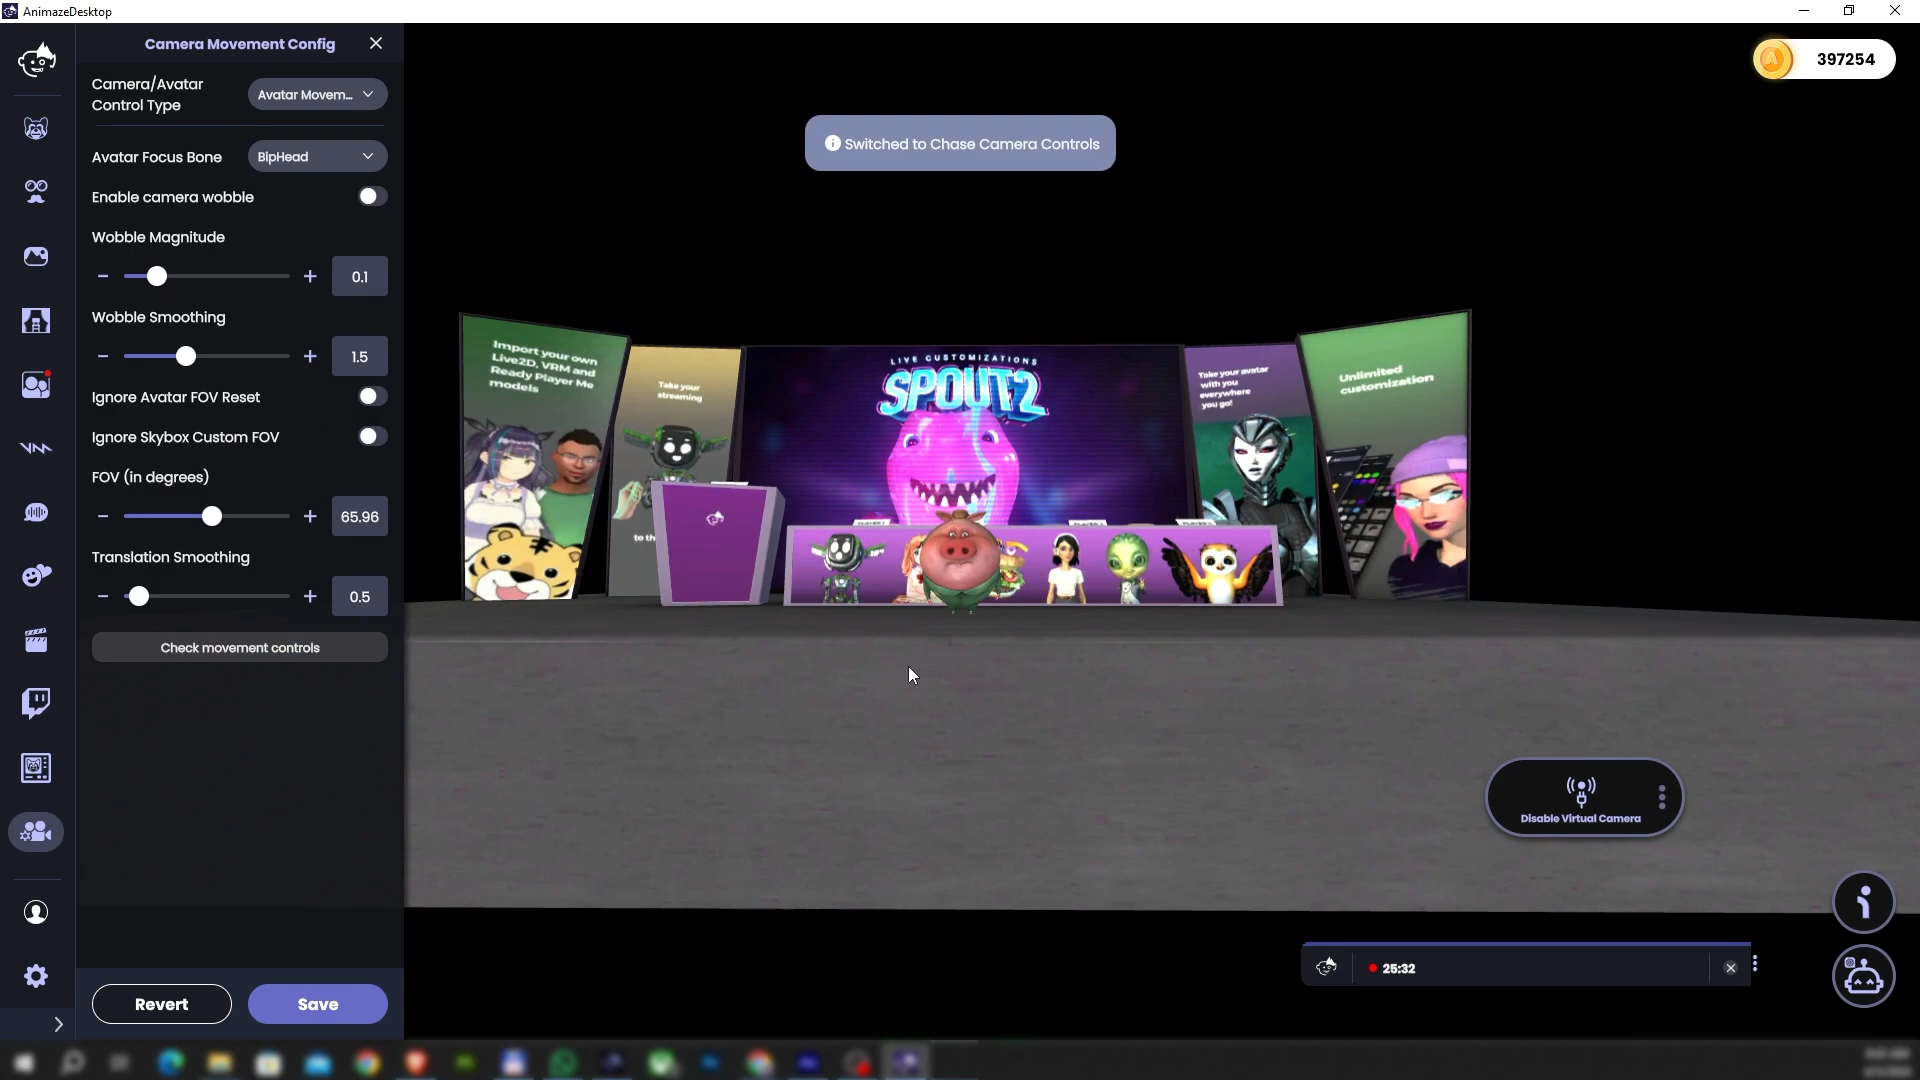 AnimazeDesktop
Camera Movement Config
Camera/Avatar
Control Type
Avatar Movem...
Avatar Focus Bone
BipHead
Enable camera wobble
Wobble Magnitude
0.1
Wobble Smoothing
1.5
Ignore Avatar FOV Reset
Ignore Skybox Custom FOV
FOV (in degrees)
65.96
Translation Smoothing
0.5
Check movement controls
Revert
Save
397254
Switched to Chase Camera Controls
Import your own
Live2D, VRM and
Ready Player Me
models
Take your
streaming
to th
LIVE CUSTOMIZATIONS
SPOUT2
Take your avatar
with you
everywhere
you go!
Unlimited
customization
Disable Virtual Camera
25:32